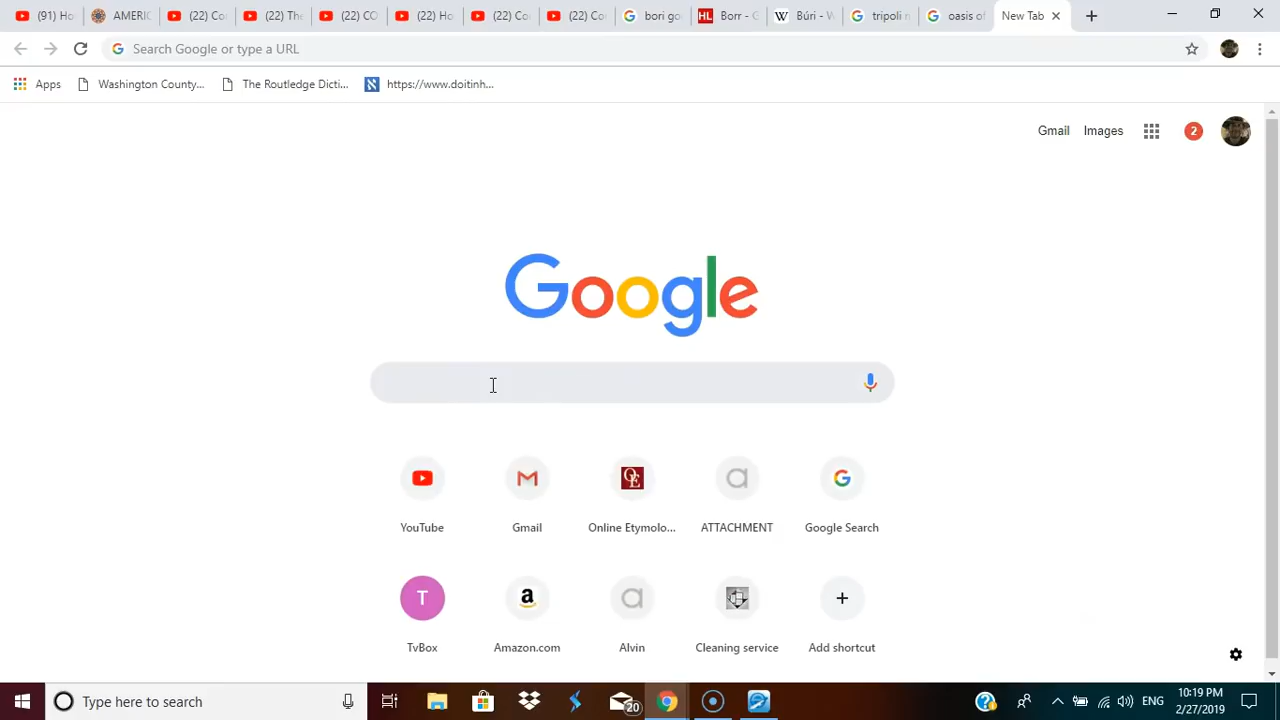 (91) Ho
AMERIC
(22) Co
(22) The
(22) CO
(22) Ho
(22) Co
(22) Co
bori go
Borr - G
Búri - W
tripoli r
oasis of
New Tab
Search Google or type a URL
Apps
Washington County...
The Routledge Dicti...
https://www.doitinh...
Gmail
Images
2
Google
YouTube
Gmail
Online Etymolo...
ATTACHMENT
Google Search
T
TvBox
Amazon.com
Alvin
Cleaning service
Add shortcut
Type here to search
20
ENG
10:19 PM
2/27/2019